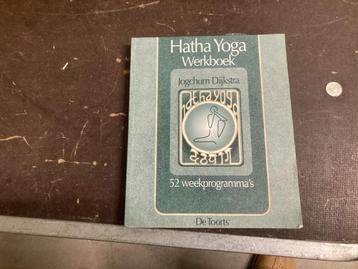 Hatha Yoga
Werkboek
Jogchum Dijkstra
52 weekprogramma's
De Toorts